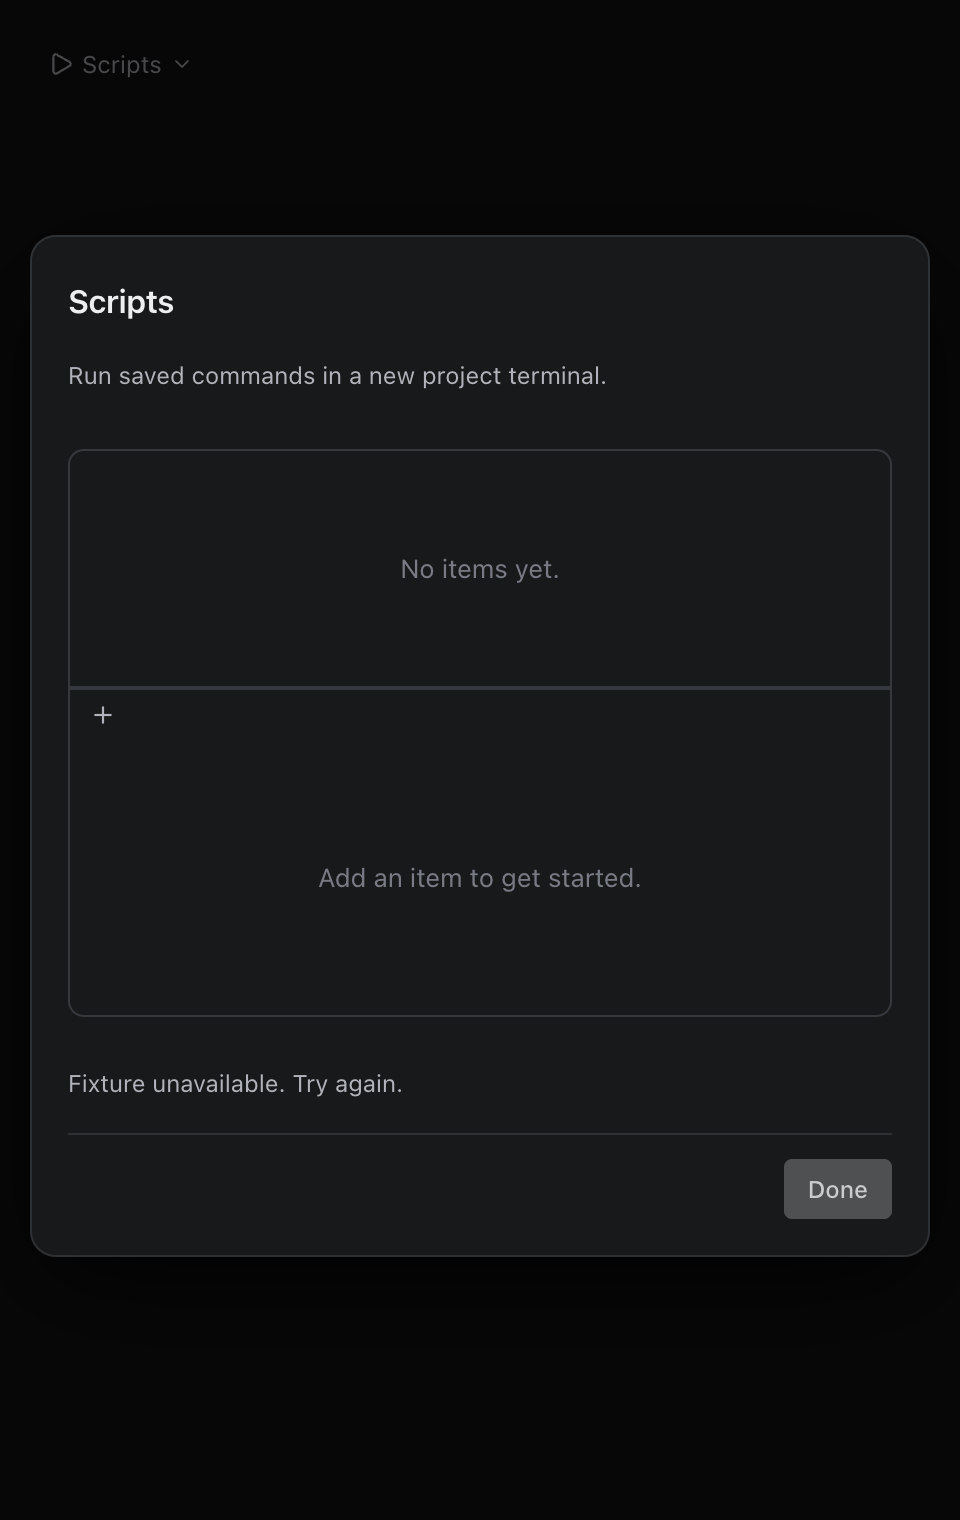 Scripts
Scripts
Run saved commands in a new project terminal.
No items yet.
Add an item to get started.
Fixture unavailable. Try again.
Done